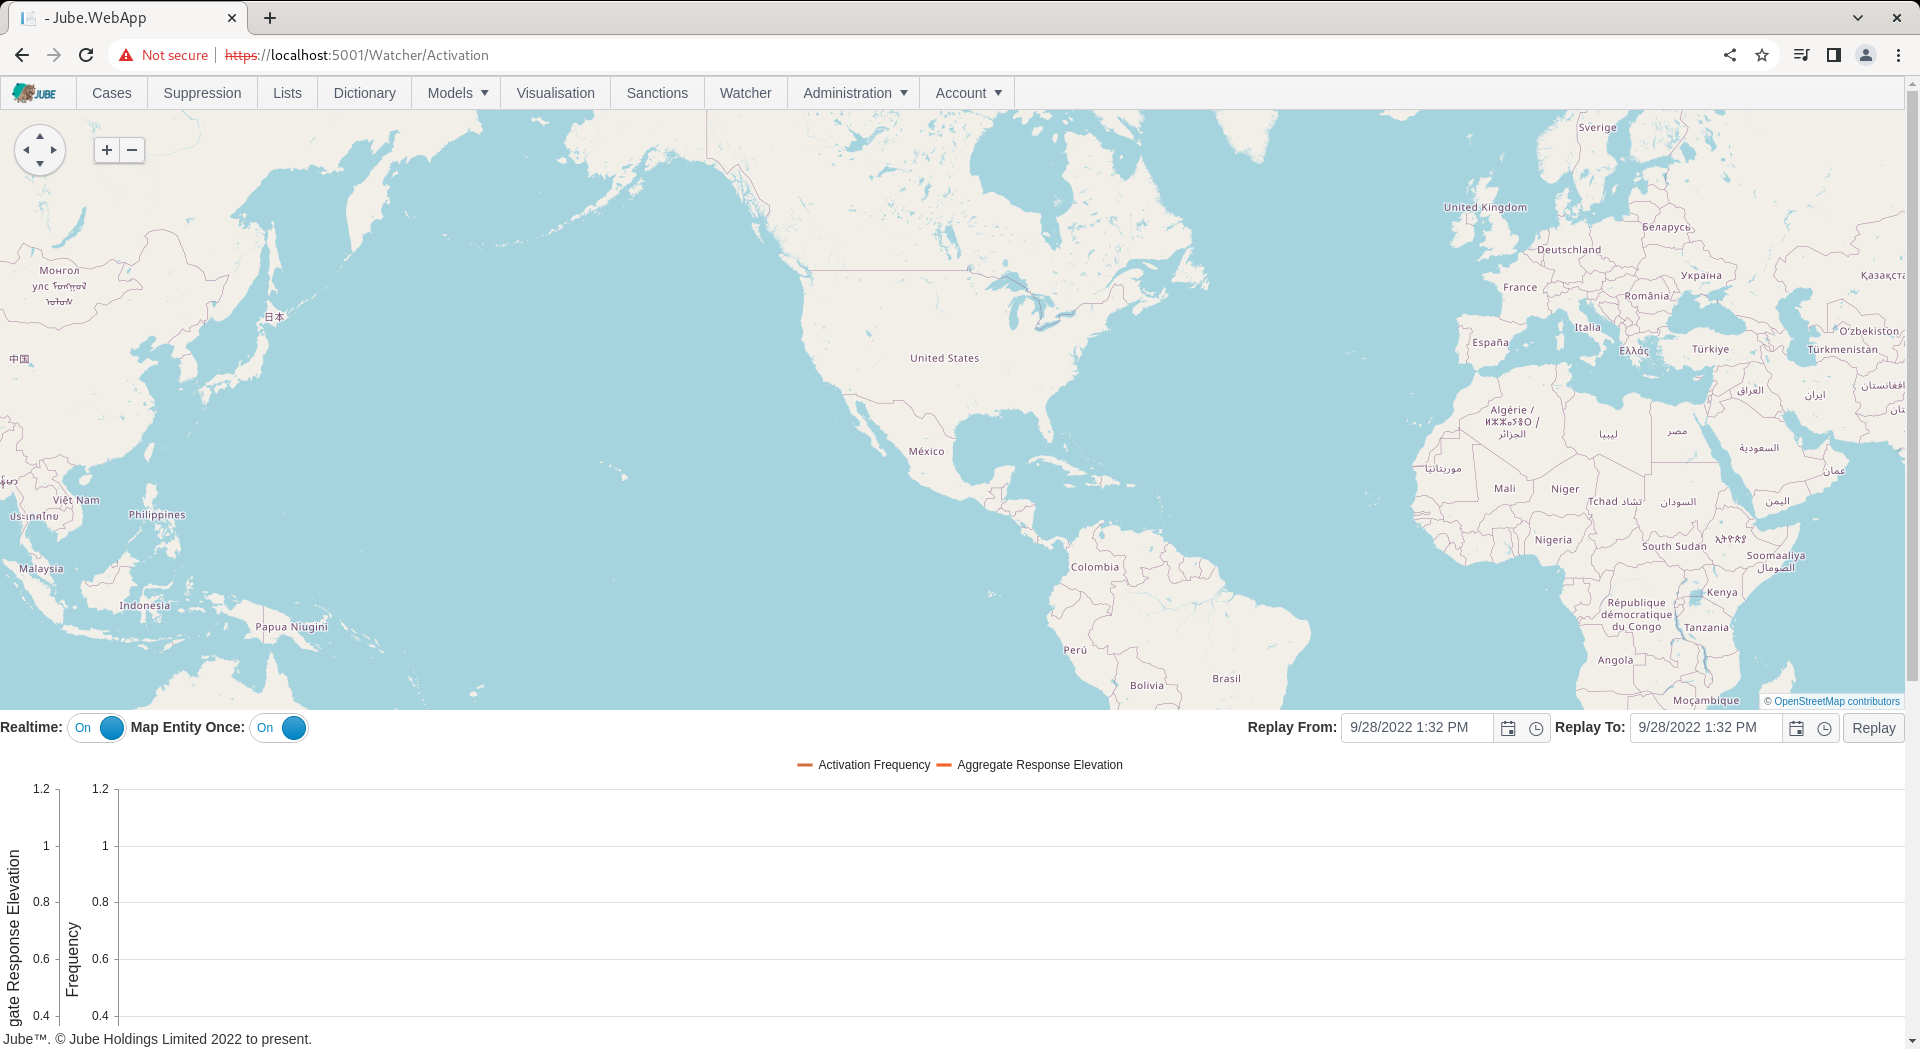 - Jube.WebApp
Not secure https://localhost:5001/Watcher/Activation
JUBE Cases Suppression Lists Dictionary Models Visualisation Sanctions Watcher Administration Account
Sverige
United Kingdom
Беларусь
Deutschland
Монгол
улс
Україна
Қазақста
France
România
日本
Italia
O'zbekiston
España
Ελλάς
Türkiye
Türkmenistan
中国
United States
العراق
ایران
افغانستان
Algérie /
ⵍⵣⵣⴰⵢⴻⵔ /
الجزائر
ليبيا
مصر
السعودية
México
موريتانيا
عمان
Mali
Niger
Tchad تشاد
السودان
اليمن
Việt Nam
ประเทศไทย
Philippines
Nigeria
South Sudan
ኢትዮጵያ
Soomaaliya
الصومال
Malaysia
Colombia
Kenya
Indonesia
République
démocratique
du Congo
Papua Niugini
Tanzania
Perú
Angola
Bolivia
Brasil
Moçambique
© OpenStreetMap contributors
Realtime: On Map Entity Once: On Replay From: 9/28/2022 1:32 PM Replay To: 9/28/2022 1:32 PM Replay
Activation Frequency Aggregate Response Elevation
1.2 1.2
1 1
0.8 0.8
0.6 0.6
0.4 0.4
gate Response Elevation
Frequency
Jube™. © Jube Holdings Limited 2022 to present.